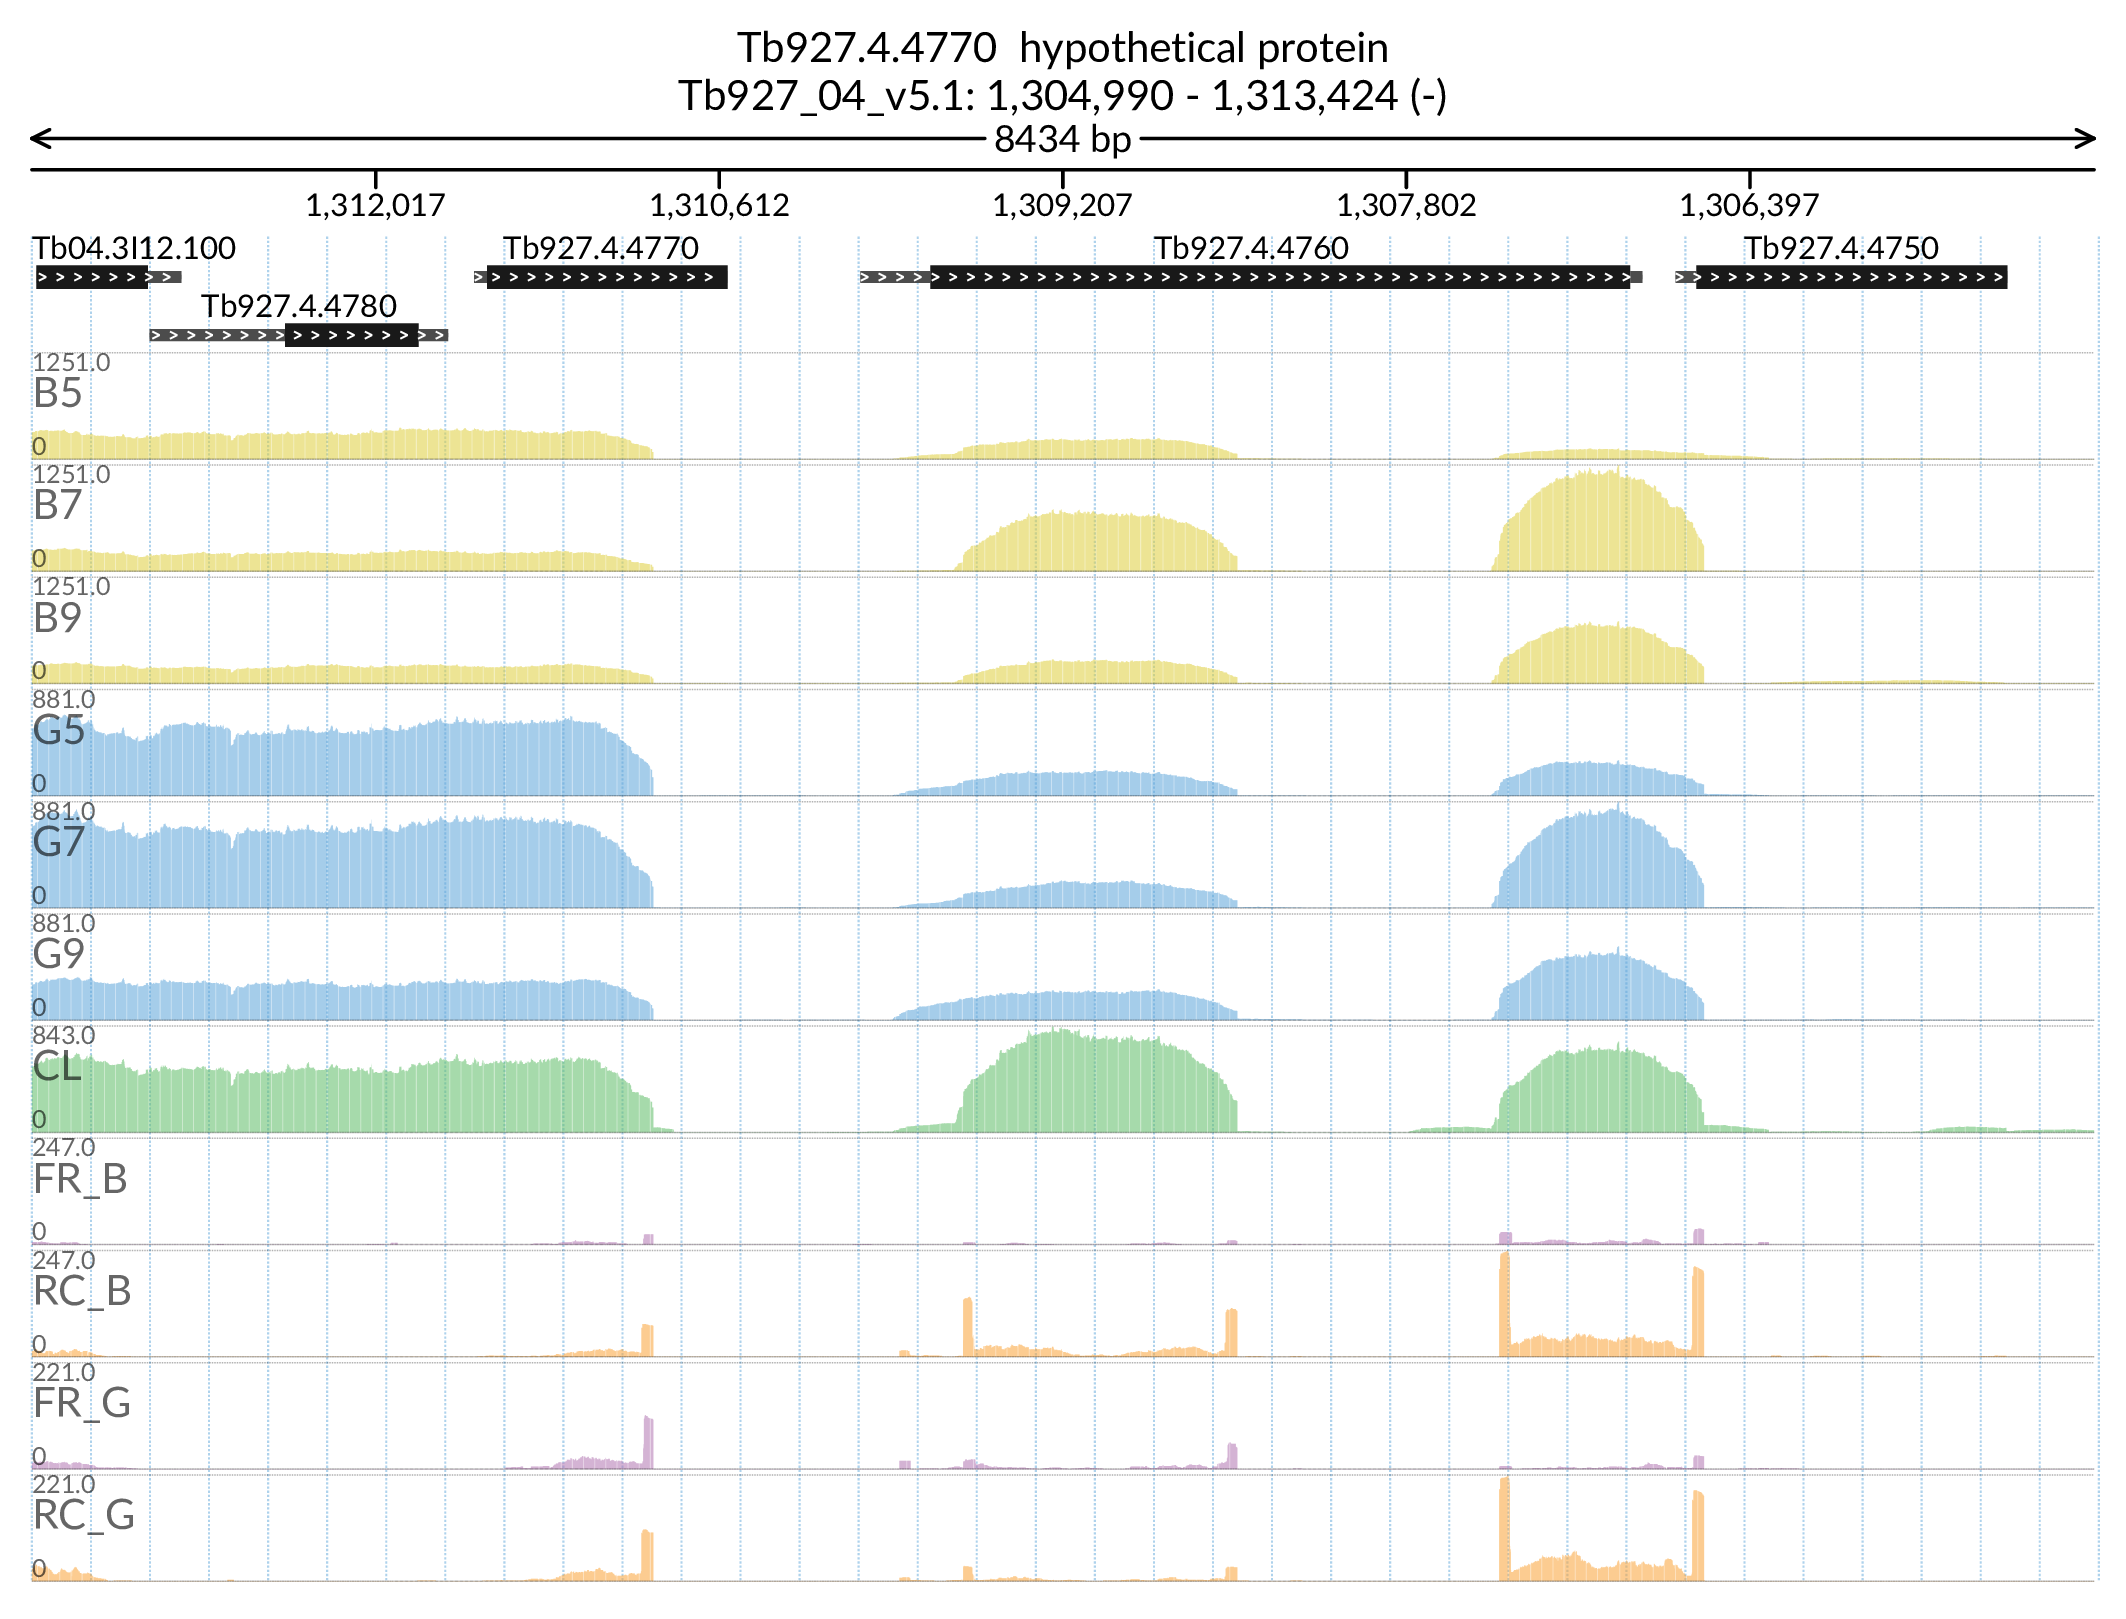 Tb927.4.4770  hypothetical protein
Tb927_04_v5.1: 1,304,990 - 1,313,424 (-)
8434 bp
1,312,017 1,310,612 1,309,207 1,307,802 1,306,397
Tb04.3I12.100 Tb927.4.4770 Tb927.4.4760 Tb927.4.4750
Tb927.4.4780
1251.0
B5
0
1251.0
B7
0
1251.0
B9
0
881.0
G5
0
881.0
G7
0
881.0
G9
0
843.0
CL
0
247.0
FR_B
0
247.0
RC_B
0
221.0
FR_G
0
221.0
RC_G
0